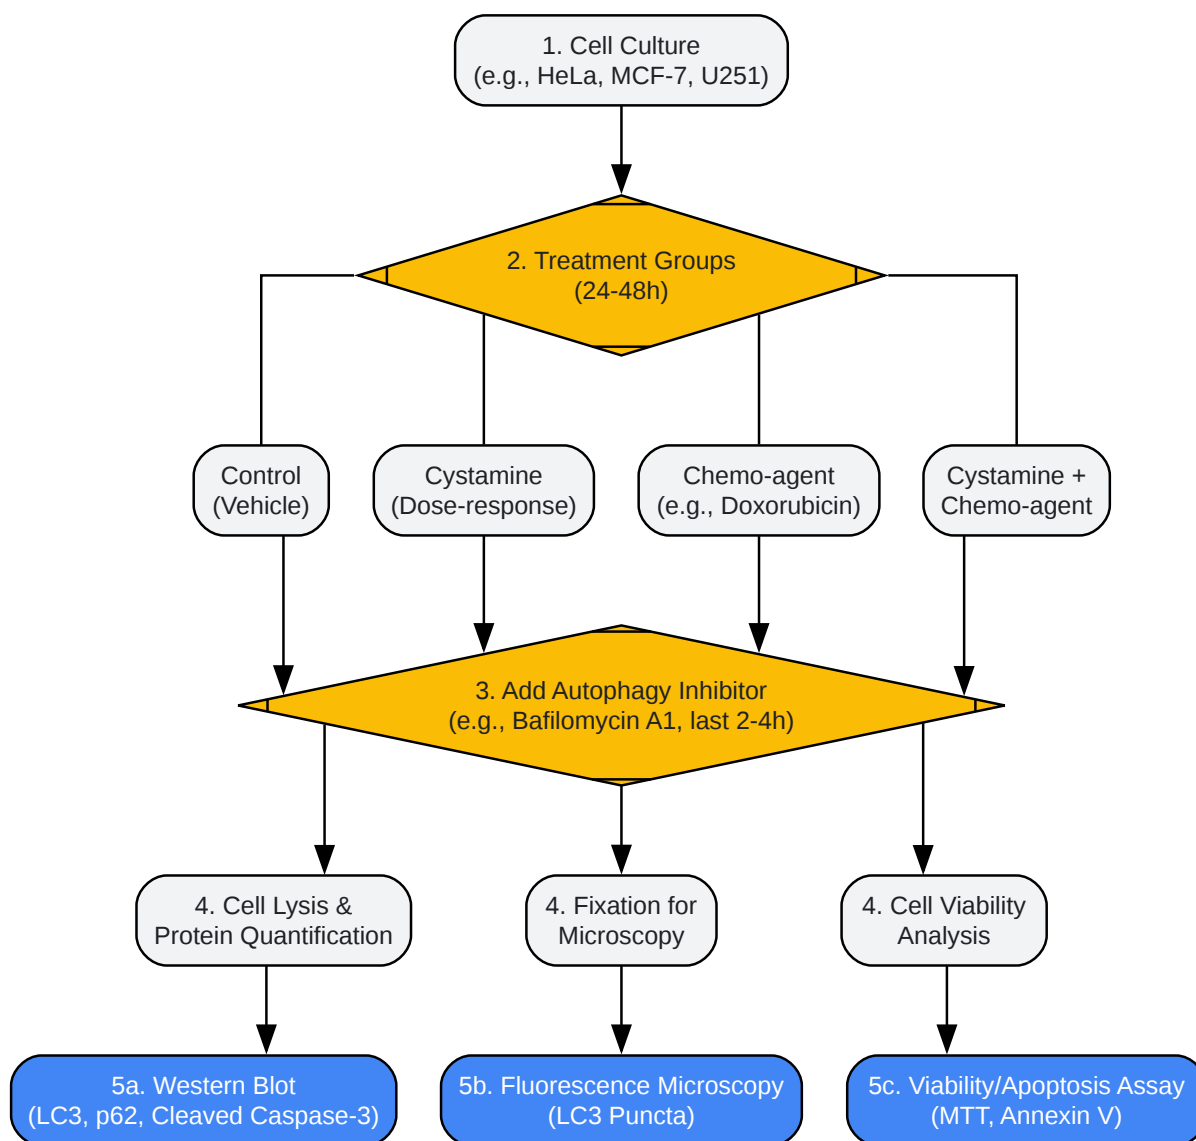 1. Cell Culture
(e.g., HeLa, MCF-7, U251)
2. Treatment Groups
(24-48h)
Control
(Vehicle)
Cystamine
(Dose-response)
Chemo-agent
(e.g., Doxorubicin)
Cystamine +
Chemo-agent
3. Add Autophagy Inhibitor
(e.g., Bafilomycin A1, last 2-4h)
4. Cell Lysis &
Protein Quantification
4. Fixation for
Microscopy
4. Cell Viability
Analysis
5a. Western Blot
(LC3, p62, Cleaved Caspase-3)
5b. Fluorescence Microscopy
(LC3 Puncta)
5c. Viability/Apoptosis Assay
(MTT, Annexin V)